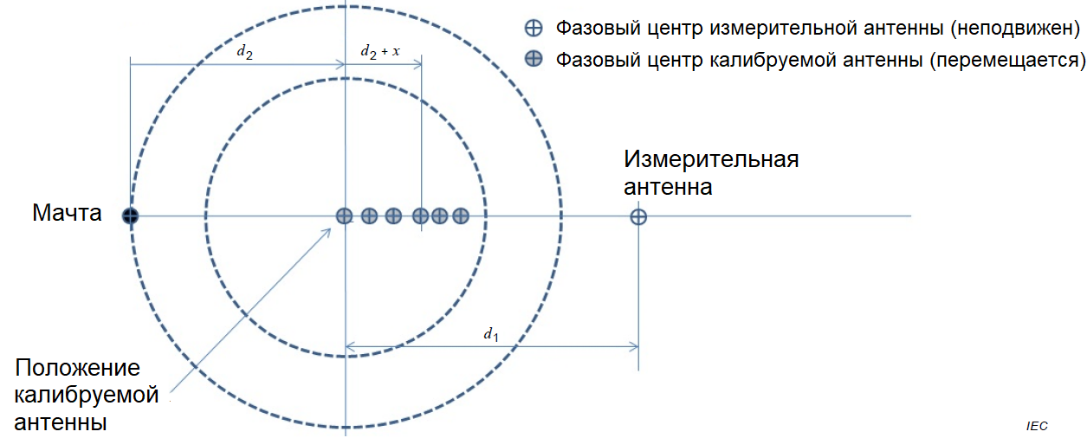 Фазовый центр измерительной антенны (неподвижен)
Фазовый центр калибруемой антенны (перемещается)
d2
d2 + x
Измерительная
антенна
Мачта
d1
Положение
калибруемой
антенны
IEC